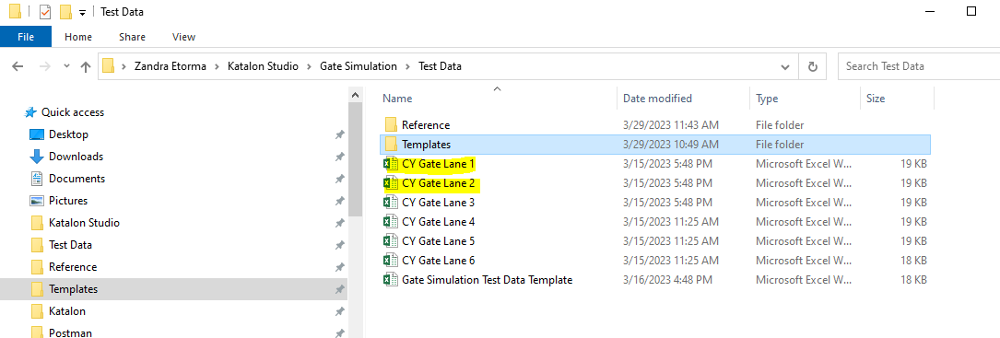 Test Data
File Home Share View
Zandra Etorma > Katalon Studio > Gate Simulation > Test Data
Search Test Data
Name Date modified Type Size
Quick access
Desktop
Downloads
Documents
Pictures
Katalon Studio
Test Data
Reference
Templates
Katalon
Postman
Reference 3/29/2023 11:43 AM File folder
Templates 3/29/2023 10:49 AM File folder
CY Gate Lane 1 3/15/2023 5:48 PM Microsoft Excel W... 19 KB
CY Gate Lane 2 3/15/2023 5:48 PM Microsoft Excel W... 19 KB
CY Gate Lane 3 3/15/2023 5:48 PM Microsoft Excel W... 19 KB
CY Gate Lane 4 3/15/2023 11:25 AM Microsoft Excel W... 19 KB
CY Gate Lane 5 3/15/2023 11:25 AM Microsoft Excel W... 19 KB
CY Gate Lane 6 3/15/2023 11:25 AM Microsoft Excel W... 18 KB
Gate Simulation Test Data Template 3/16/2023 4:48 PM Microsoft Excel W... 18 KB